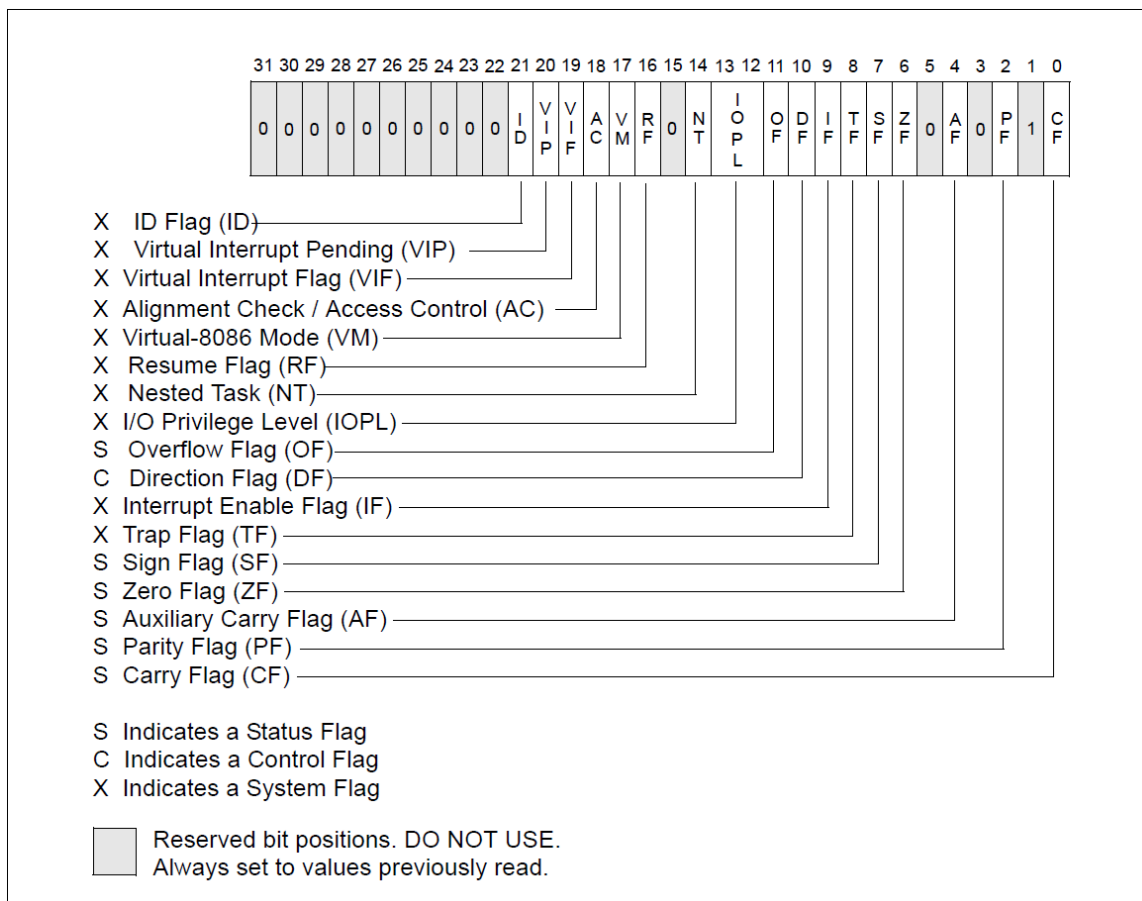 31 30 29 28 27 26 25 24 23 22 21 20 19 18 17 16 15 14 13 12 11 10 9 8 7 6 5 4 3 2 1 0
0 0 0 0 0 0 0 0 0 0 ID VIP VIF AC VM RF 0 NT IOPL OF DF IF TF SF ZF 0 AF 0 PF 1 CF
X ID Flag (ID)
X Virtual Interrupt Pending (VIP)
X Virtual Interrupt Flag (VIF)
X Alignment Check / Access Control (AC)
X Virtual-8086 Mode (VM)
X Resume Flag (RF)
X Nested Task (NT)
X I/O Privilege Level (IOPL)
S Overflow Flag (OF)
C Direction Flag (DF)
X Interrupt Enable Flag (IF)
X Trap Flag (TF)
S Sign Flag (SF)
S Zero Flag (ZF)
S Auxiliary Carry Flag (AF)
S Parity Flag (PF)
S Carry Flag (CF)
S Indicates a Status Flag
C Indicates a Control Flag
X Indicates a System Flag
Reserved bit positions. DO NOT USE.
Always set to values previously read.